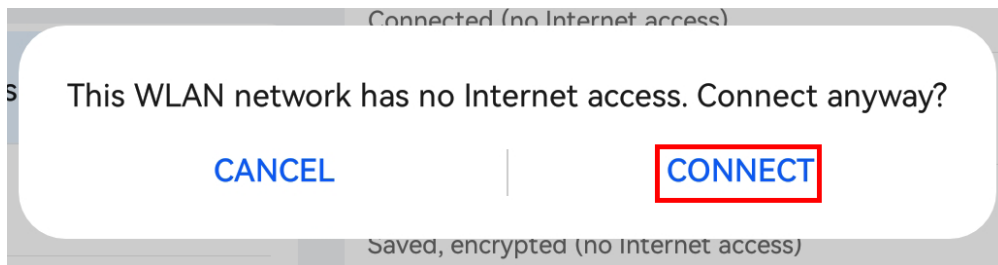 Connected (no Internet access)
s
This WLAN network has no Internet access. Connect anyway?
CANCEL
CONNECT
Saved, encrypted (no Internet access)